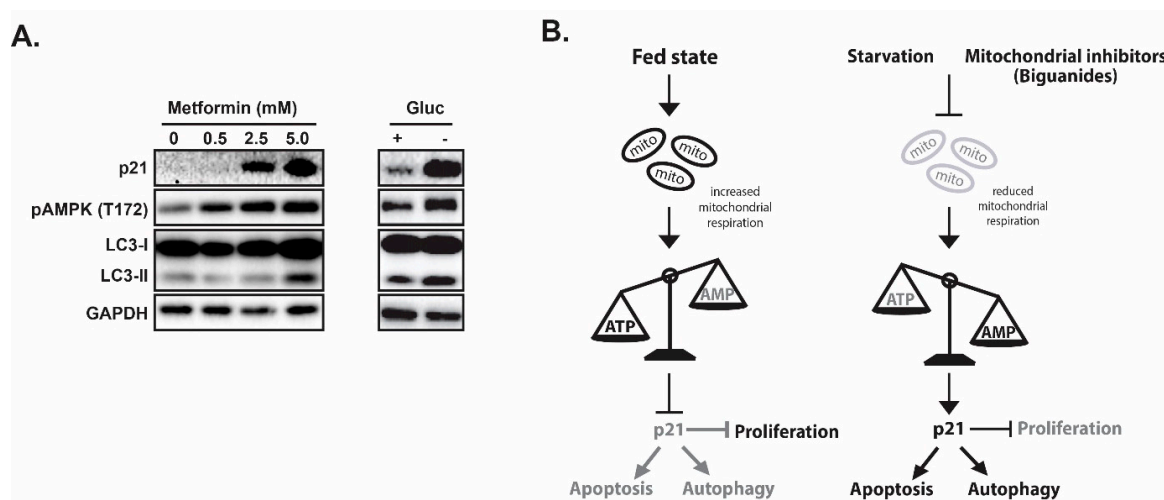 A.
Metformin (mM)
0 0.5 2.5 5.0
Gluc
+ -
p21
pAMPK (T172)
LC3-I
LC3-II
GAPDH
B.
Fed state
mito mito
mito
increased
mitochondrial
respiration
ATP AMP
p21 Proliferation
Apoptosis Autophagy
Starvation Mitochondrial inhibitors
(Biguanides)
mito mito
mito
reduced
mitochondrial
respiration
ATP AMP
p21 Proliferation
Apoptosis Autophagy